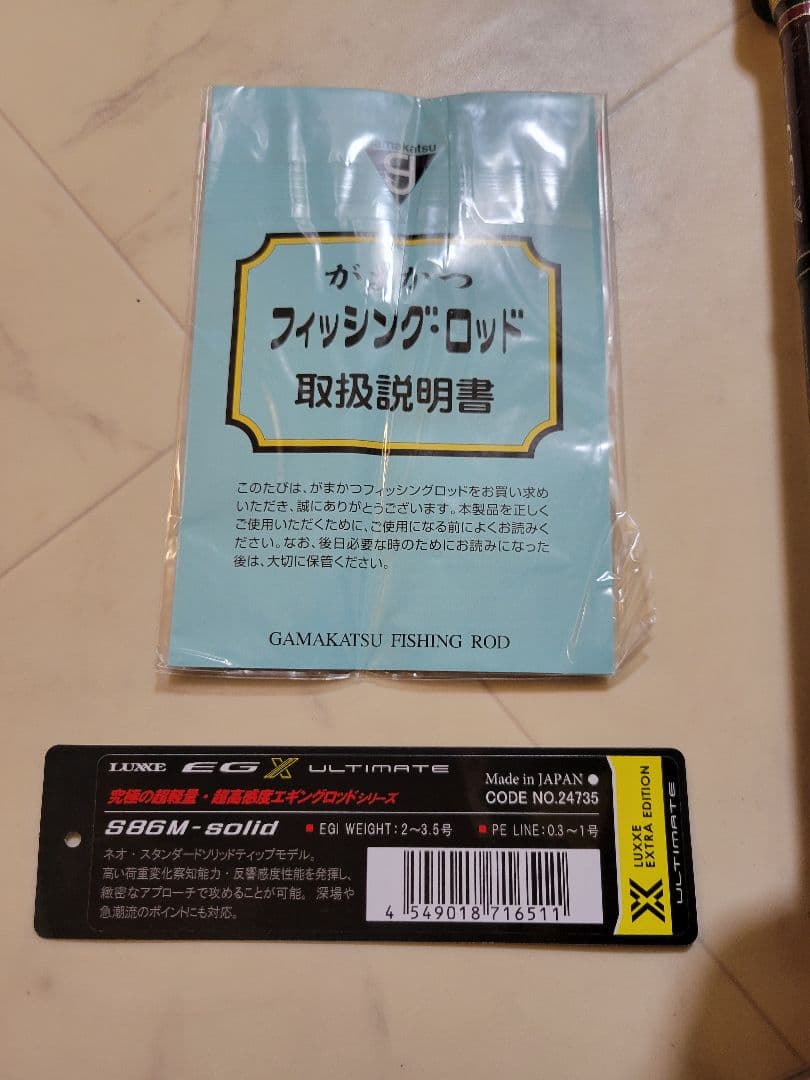 amakatsu
がまかつ
フィッシング・ロッド
取扱説明書
このたびは、がまかつフィッシングロッドをお買い求め
いただき、誠にありがとうございます。本製品を正しく
ご使用いただくために、ご使用になる前によくお読みく
ださい。なお、後日必要な時のためにお読みになった
後は、大切に保管ください。
GAMAKATSU FISHING ROD
LUXXE EG X ULTIMATE
Made in JAPAN
究極の超軽量・超高感度エギングロッドシリーズ
CODE NO.24735
S86M-solid ■ EGI WEIGHT:2〜3.5号 ■ PE LINE:0.3〜1号
ネオ・スタンダードソリッドティップモデル。
高い荷重変化察知能力・反響感度性能を発揮し、
緻密なアプローチで攻めることが可能。深場や
急潮流のポイントにも対応。
4 549018 716511
LUXXE
EXTRA EDITION
ULTIMATE